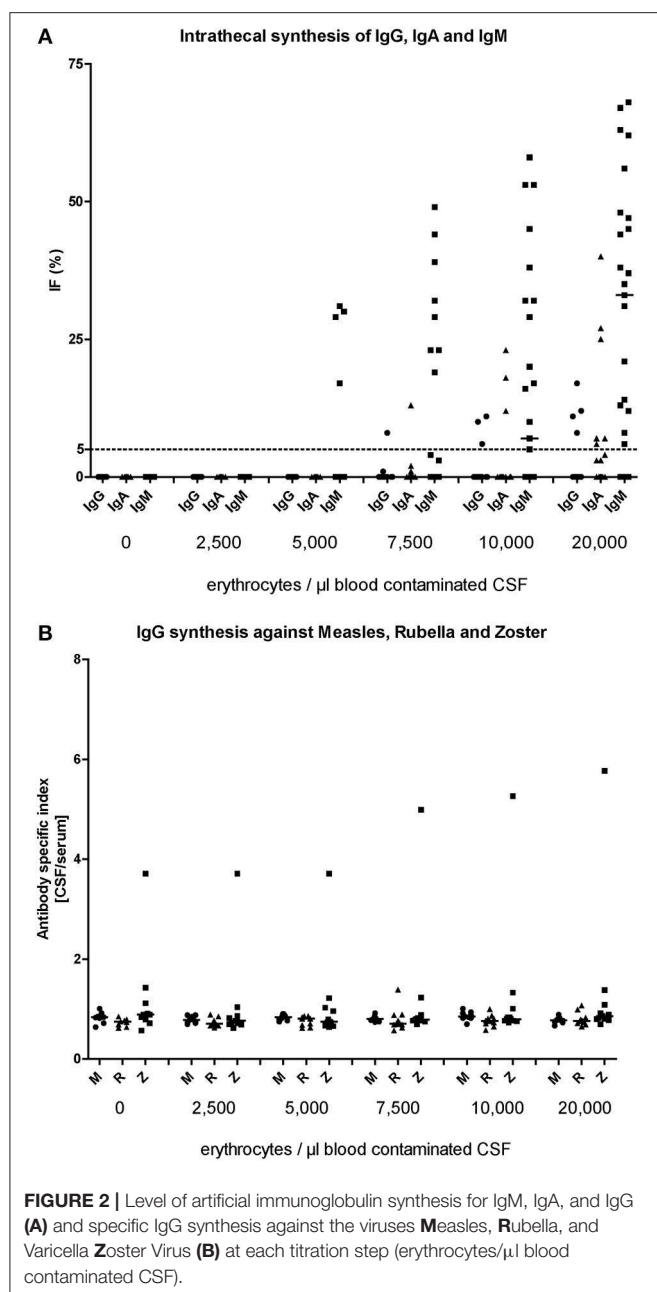 A
Intrathecal synthesis of IgG, IgA and IgM
75
50
25
5
0
IF (%)
IgG IgA IgM IgG IgA IgM IgG IgA IgM IgG IgA IgM IgG IgA IgM IgG IgA IgM
0 2,500 5,000 7,500 10,000 20,000
erythrocytes / µl blood contaminated CSF
B
IgG synthesis against Measles, Rubella and Zoster
8
6
4
2
0
Antibody specific index
[CSF/serum]
M R Z M R Z M R Z M R Z M R Z M R Z
0 2,500 5,000 7,500 10,000 20,000
erythrocytes / µl blood contaminated CSF
FIGURE 2 | Level of artificial immunoglobulin synthesis for IgM, IgA, and IgG
(A) and specific IgG synthesis against the viruses Measles, Rubella, and
Varicella Zoster Virus (B) at each titration step (erythrocytes/µl blood
contaminated CSF).